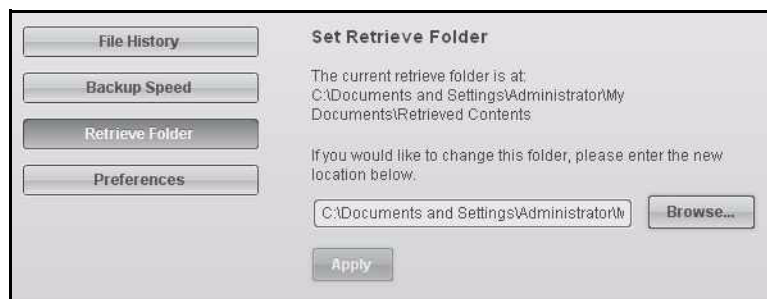 File History
Backup Speed
Retrieve Folder
Preferences
Set Retrieve Folder
The current retrieve folder is at:
C:\Documents and Settings\Administrator\My
Documents\Retrieved Contents
If you would like to change this folder, please enter the new
location below.
C:\Documents and Settings\Administrator\M
Browse...
Apply